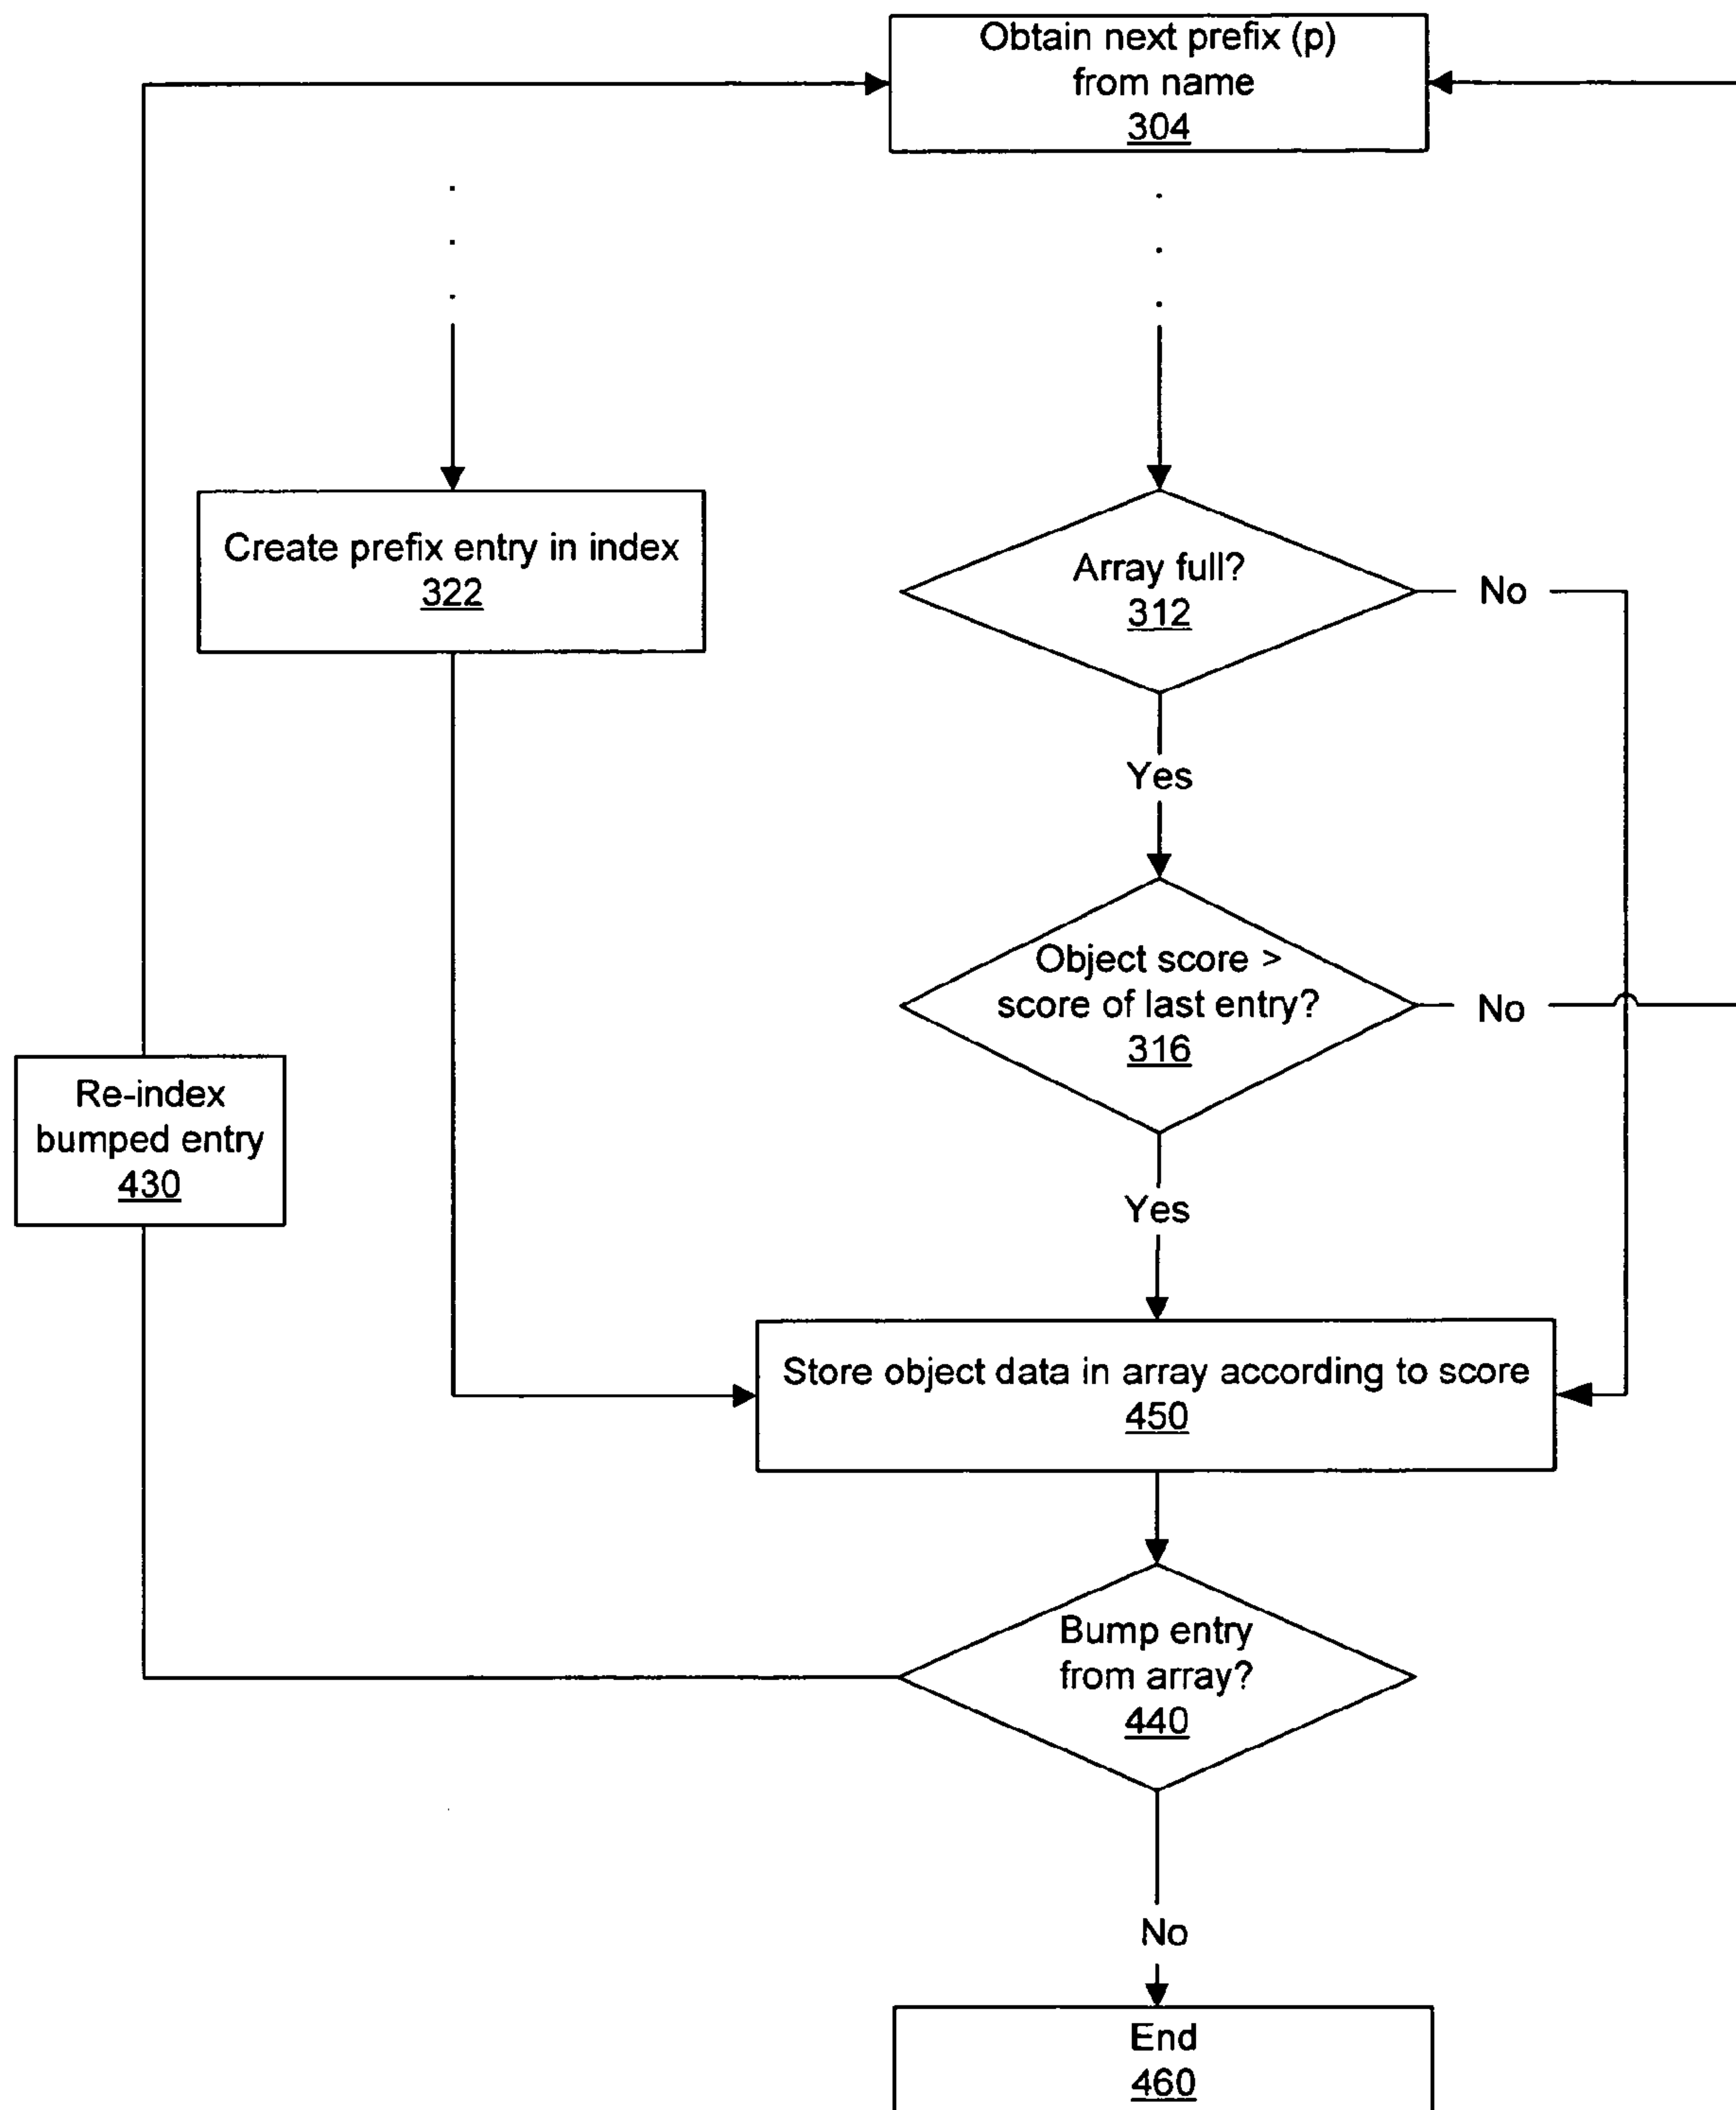 Obtain next prefix (p)
from name
304
Create prefix entry in index
322
Array full?
312
No
Yes
Object score >
score of last entry?
316
No
Re-index
bumped entry
430
Yes
Store object data in array according to score
450
Bump entry
from array?
440
No
End
460